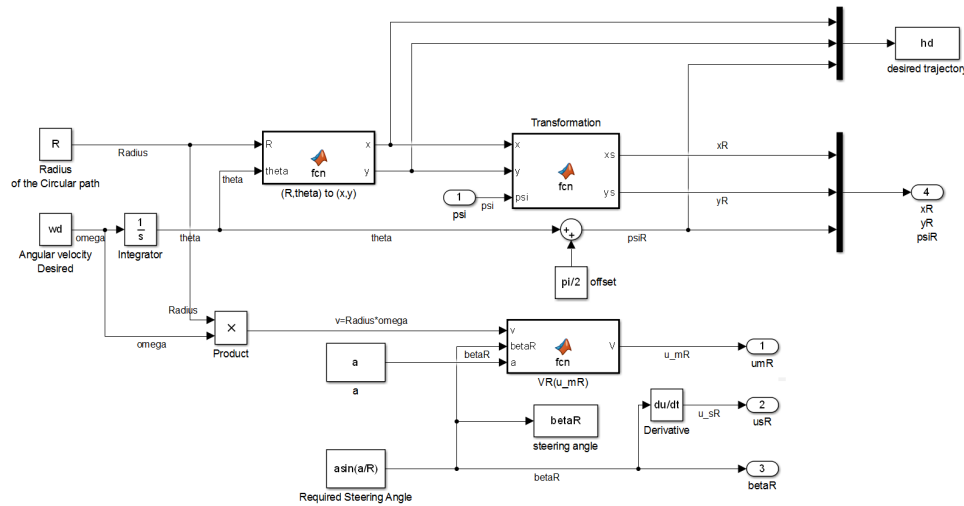 hd
desired trajectory
Transformation
R
Radius
Radius
of the Circular path
R
theta
fcn
x
y
(R,theta) to (x,y)
theta
x
y
psi
fcn
xs
ys
xR
yR
1
psi
psi
4
xR
yR
psiR
wd
omega
Angular velocity
Desired
1
s
Integrator
theta
theta
+
+
psiR
pi/2
offset
Radius
omega
×
Product
v=Radius*omega
a
a
betaR
v
betaR
a
fcn
V
VR(u_mR)
u_mR
1
umR
betaR
steering angle
du/dt
Derivative
u_sR
2
usR
asin(a/R)
Required Steering Angle
betaR
3
betaR